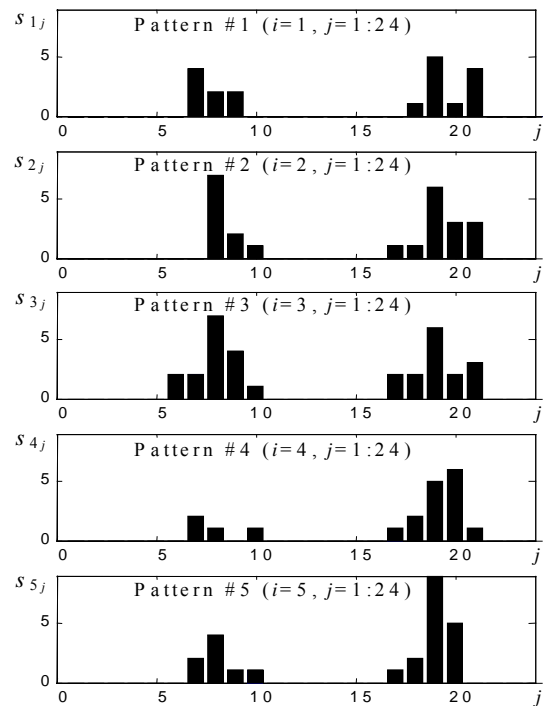 s1j Pattern #1 (i=1, j=1:24)
5
0
0 5 10 15 20 j
s2j Pattern #2 (i=2, j=1:24)
5
0
0 5 10 15 20 j
s3j Pattern #3 (i=3, j=1:24)
5
0
0 5 10 15 20 j
s4j Pattern #4 (i=4, j=1:24)
5
0
0 5 10 15 20 j
s5j Pattern #5 (i=5, j=1:24)
5
0
0 5 10 15 20 j